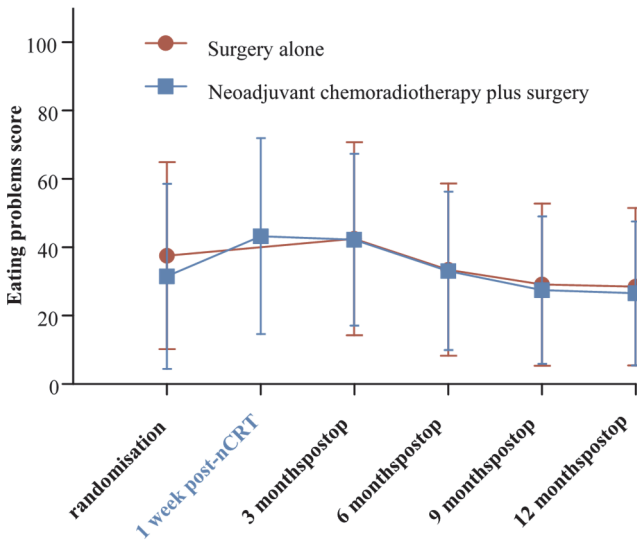 100
80
60
40
20
0
Eating problems score
Surgery alone
Neoadjuvant chemoradiotherapy plus surgery
randomisation
1 week post-nCRT
3 monthspostop
6 monthspostop
9 monthspostop
12 monthspostop